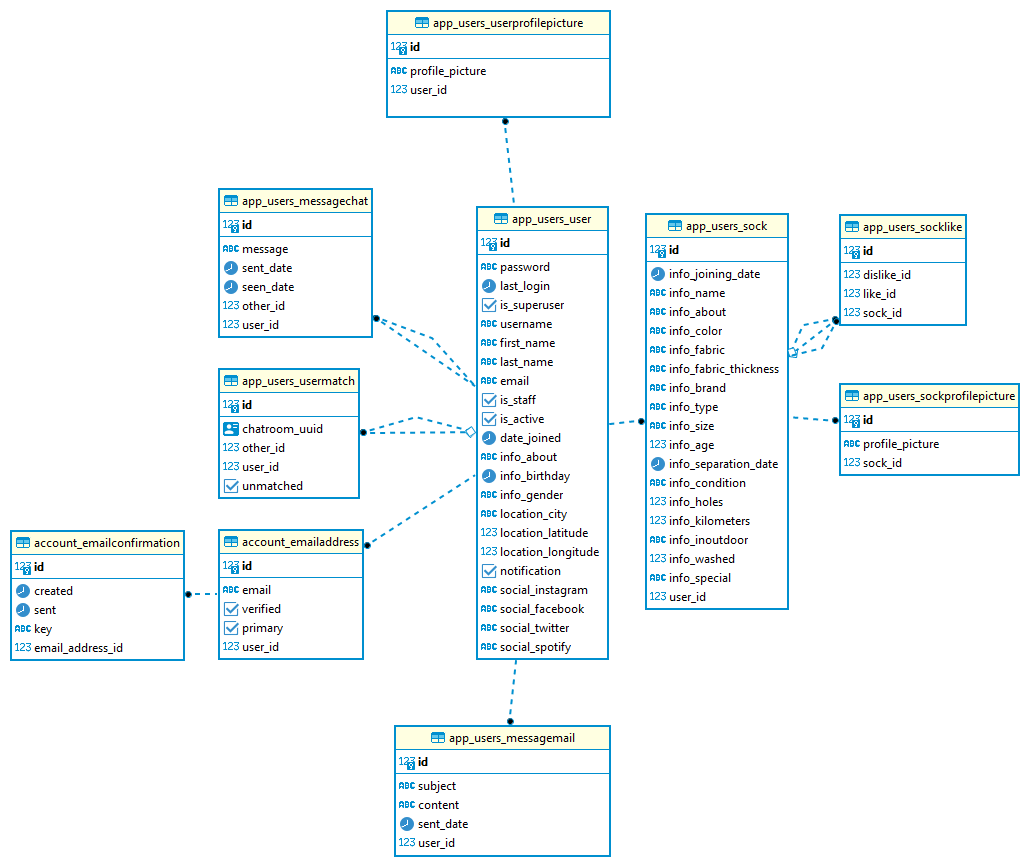 app_users_userprofilepicture
123 id
ABC profile_picture
123 user_id
app_users_messagechat
123 id
ABC message
sent_date
seen_date
123 other_id
123 user_id
app_users_usermatch
123 id
chatroom_uuid
123 other_id
123 user_id
unmatched
account_emailconfirmation
123 id
created
sent
ABC key
123 email_address_id
account_emailaddress
123 id
ABC email
verified
primary
123 user_id
app_users_user
123 id
ABC password
last_login
is_superuser
ABC username
ABC first_name
ABC last_name
ABC email
is_staff
is_active
date_joined
ABC info_about
info_birthday
ABC info_gender
ABC location_city
123 location_latitude
123 location_longitude
notification
ABC social_instagram
ABC social_facebook
ABC social_twitter
ABC social_spotify
app_users_messagemail
123 id
ABC subject
ABC content
sent_date
123 user_id
app_users_sock
123 id
info_joining_date
ABC info_name
ABC info_about
ABC info_color
ABC info_fabric
ABC info_fabric_thickness
ABC info_brand
ABC info_type
ABC info_size
123 info_age
info_separation_date
ABC info_condition
123 info_holes
123 info_kilometers
ABC info_inoutdoor
123 info_washed
ABC info_special
123 user_id
app_users_socklike
123 id
123 dislike_id
123 like_id
123 sock_id
app_users_sockprofilepicture
123 id
ABC profile_picture
123 sock_id